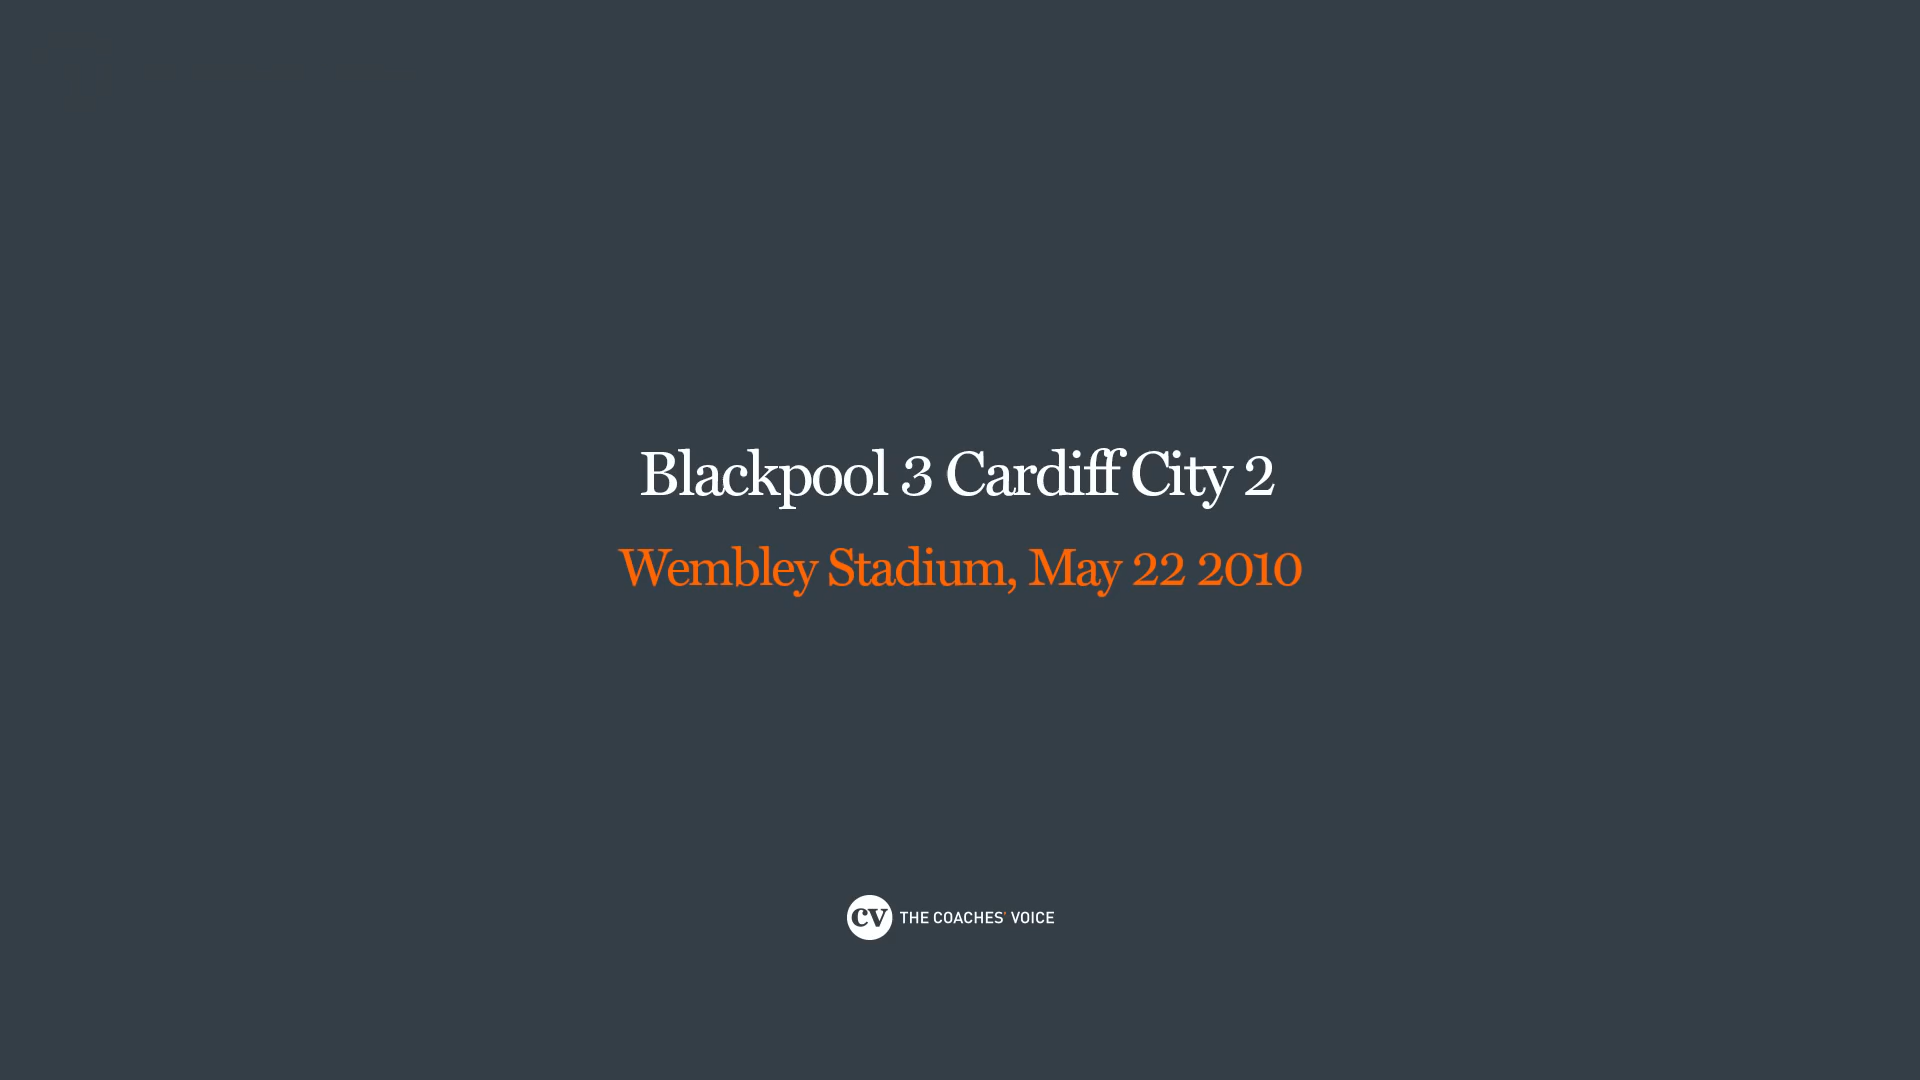 Blackpool 3 Cardiff City 2
Wembley Stadium, May 22 2010
CV THE COACHES' VOICE